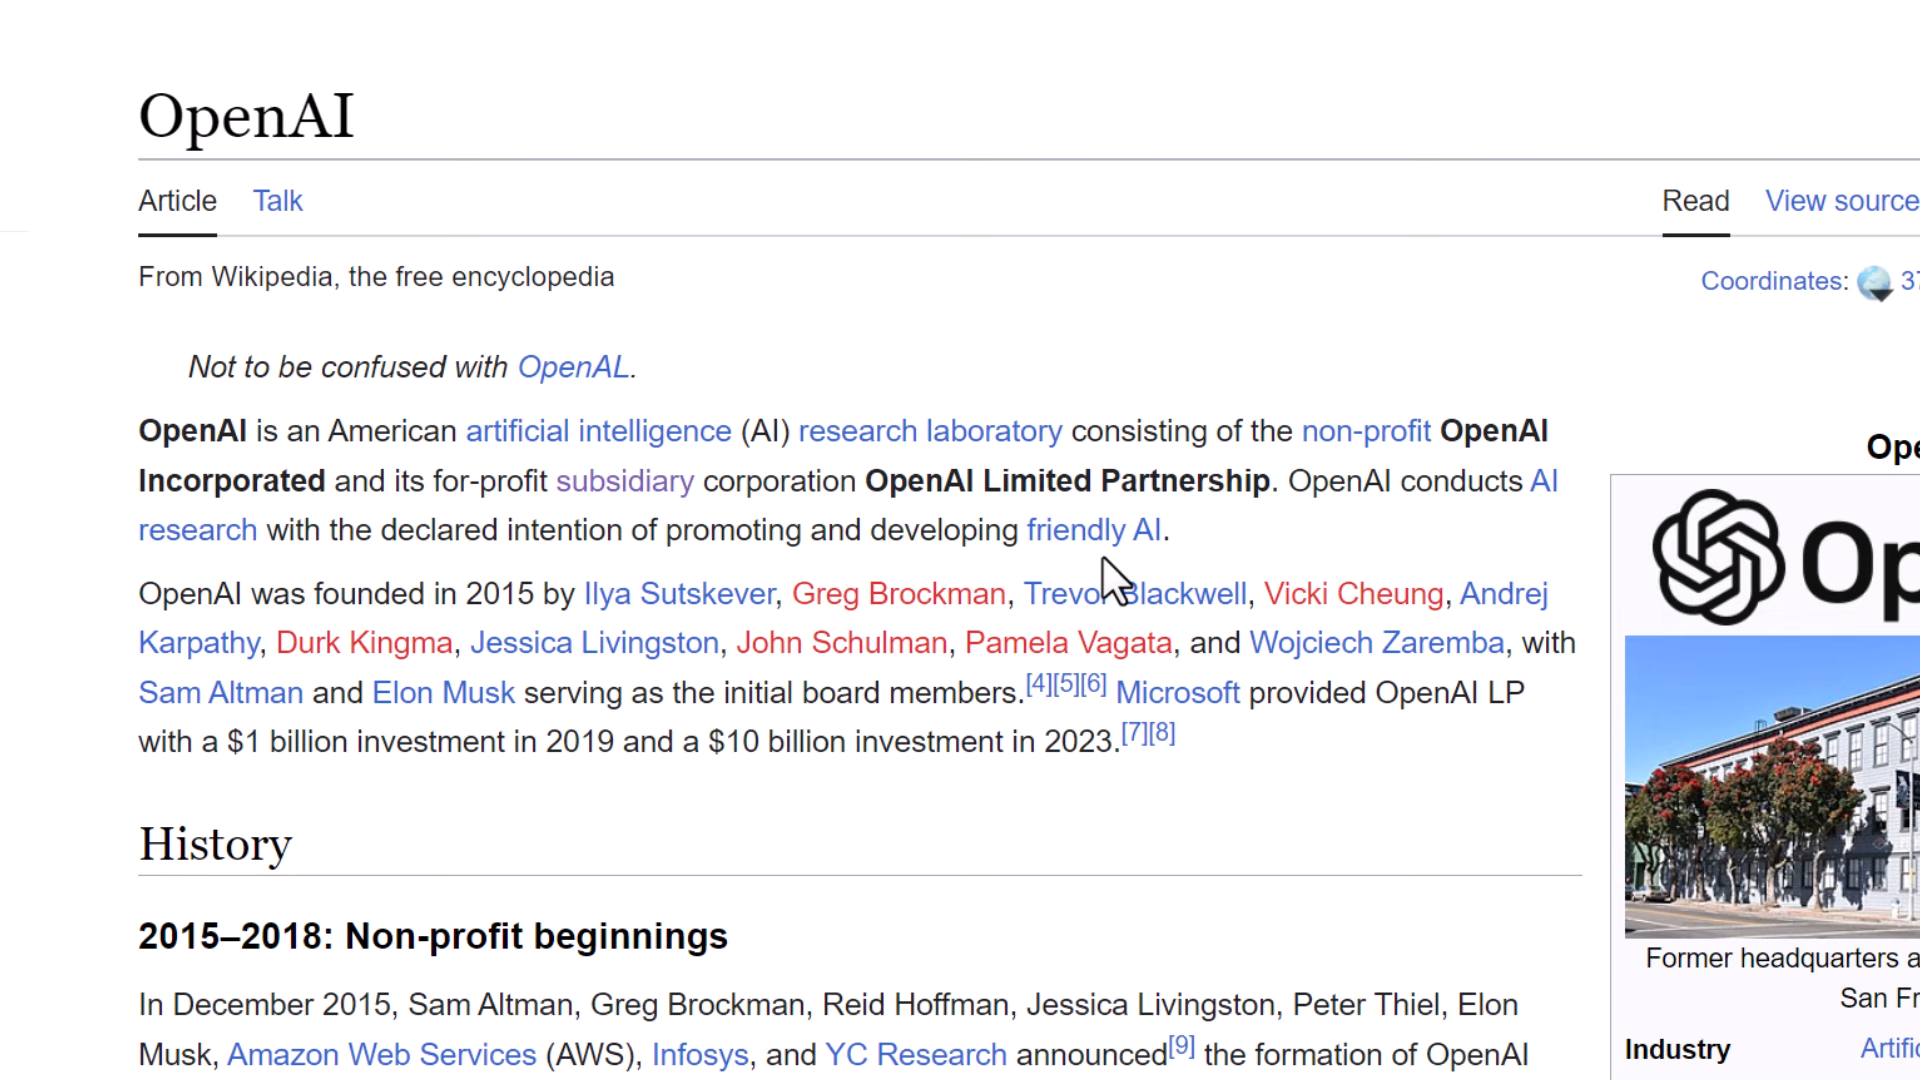 OpenAI
Article Talk
Read View source
From Wikipedia, the free encyclopedia
Coordinates: 37
Not to be confused with OpenAL.
OpenAI is an American artificial intelligence (AI) research laboratory consisting of the non-profit OpenAI
Incorporated and its for-profit subsidiary corporation OpenAI Limited Partnership. OpenAI conducts AI
research with the declared intention of promoting and developing friendly AI.
OpenAI was founded in 2015 by Ilya Sutskever, Greg Brockman, Trevor Blackwell, Vicki Cheung, Andrej
Karpathy, Durk Kingma, Jessica Livingston, John Schulman, Pamela Vagata, and Wojciech Zaremba, with
Sam Altman and Elon Musk serving as the initial board members.[4][5][6] Microsoft provided OpenAI LP
with a $1 billion investment in 2019 and a $10 billion investment in 2023.[7][8]
History
2015–2018: Non-profit beginnings
In December 2015, Sam Altman, Greg Brockman, Reid Hoffman, Jessica Livingston, Peter Thiel, Elon
Musk, Amazon Web Services (AWS), Infosys, and YC Research announced[9] the formation of OpenAI
Ope
Op
Former headquarters a
San Fr
Industry Artific